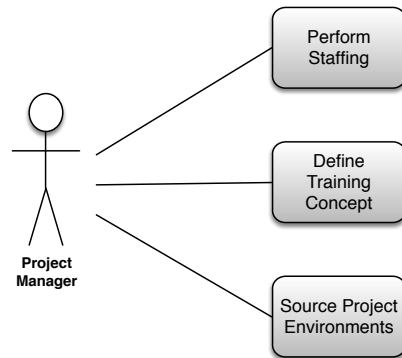 Perform
Staffing
Define
Training
Concept
Project
Manager
Source Project
Environments